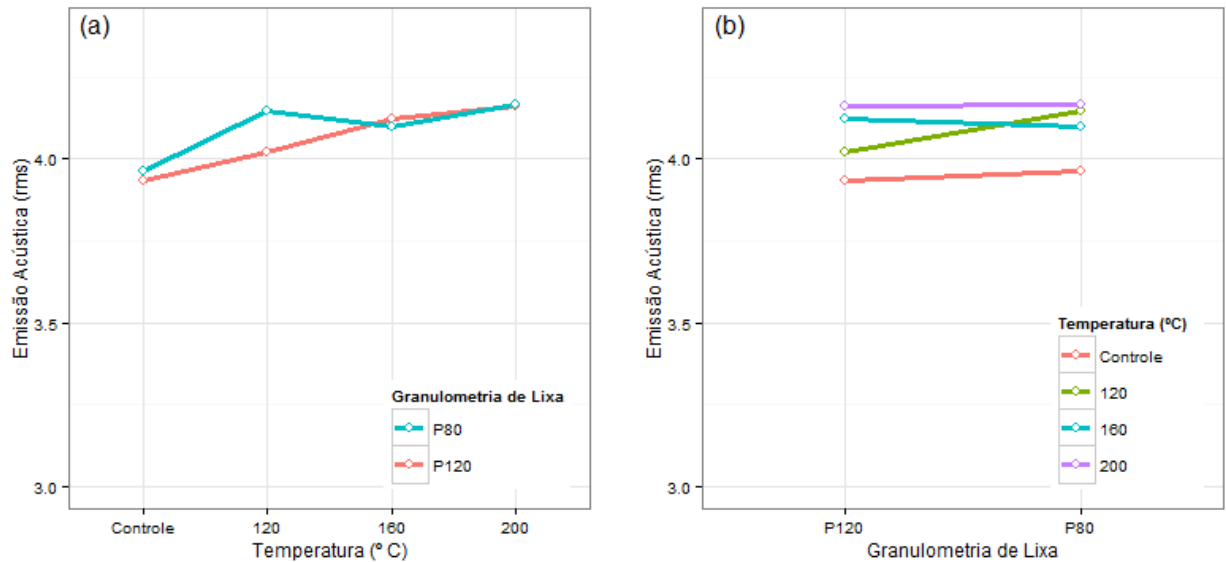 (a)
Emissão Acústica (rms)
4.0
3.5
3.0
Granulometria de Lixa
P80
P120
Controle
120
160
200
Temperatura (º C)
(b)
Emissão Acústica (rms)
4.0
3.5
3.0
Temperatura (ºC)
Controle
120
160
200
P120
P80
Granulometria de Lixa